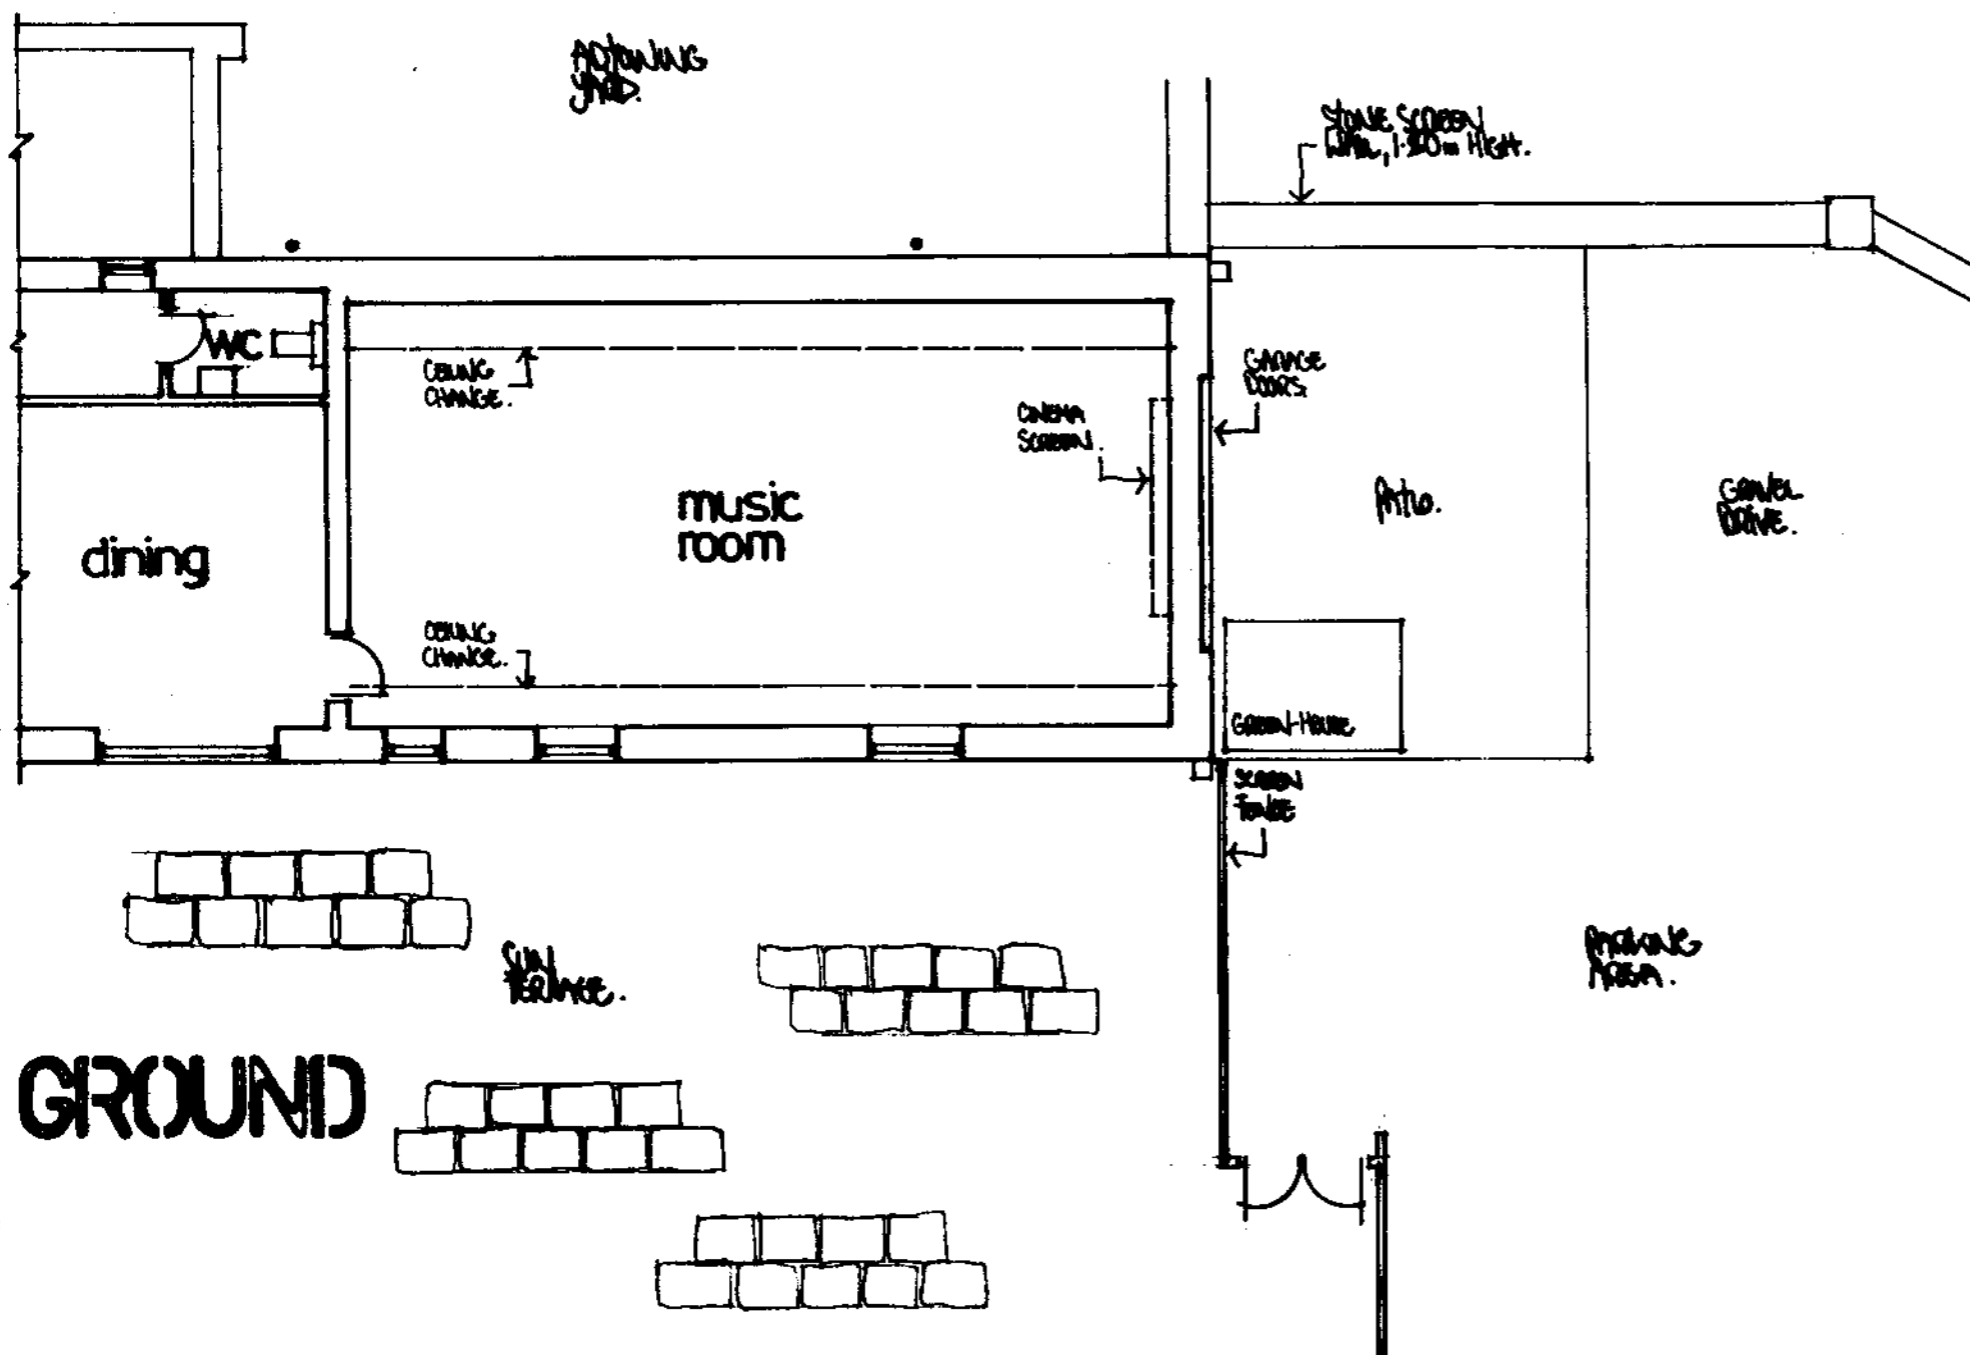 ADJOINING
YARD.
STONE SCREEN
WALL, 1.80m HIGH.
WC
CEILING
CHANGE.
GARAGE
DOORS.
CINEMA
SCREEN.
music
room
PATIO.
GRAVEL
DRIVE.
dining
CEILING
CHANGE.
GREEN-HOUSE
SCREEN
FENCE
SUN
TERRACE.
PARKING
AREA.
GROUND